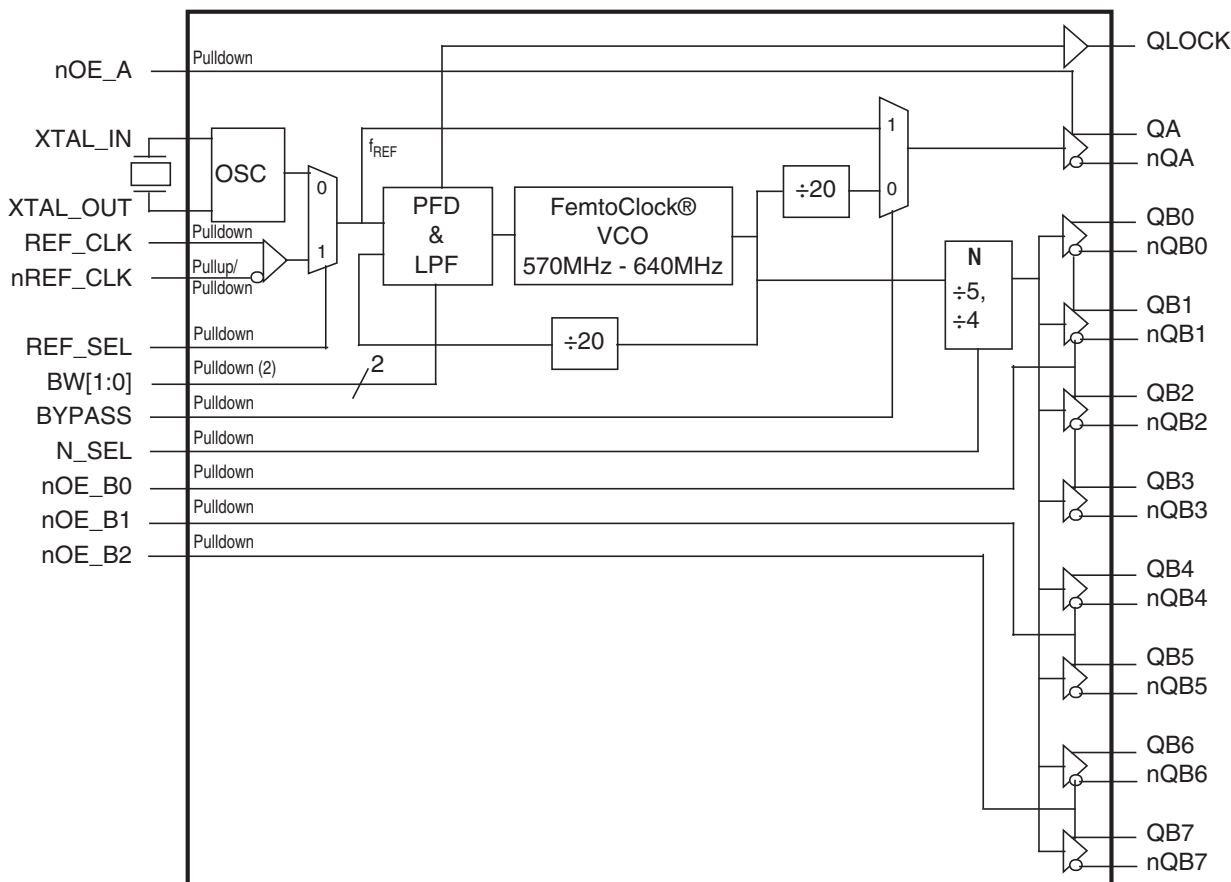 QLOCK
Pulldown
nOE_A
QA
nQA
XTAL_IN
OSC
XTAL_OUT
REF_CLK
Pulldown
nREF_CLK
Pullup/
Pulldown
0
1
fREF
PFD
&
LPF
FemtoClock®
VCO
570MHz - 640MHz
÷20
1
0
÷20
N
÷5,
÷4
REF_SEL
Pulldown
BW[1:0]
Pulldown (2)
2
BYPASS
Pulldown
N_SEL
Pulldown
nOE_B0
Pulldown
nOE_B1
Pulldown
nOE_B2
Pulldown
QB0
nQB0
QB1
nQB1
QB2
nQB2
QB3
nQB3
QB4
nQB4
QB5
nQB5
QB6
nQB6
QB7
nQB7